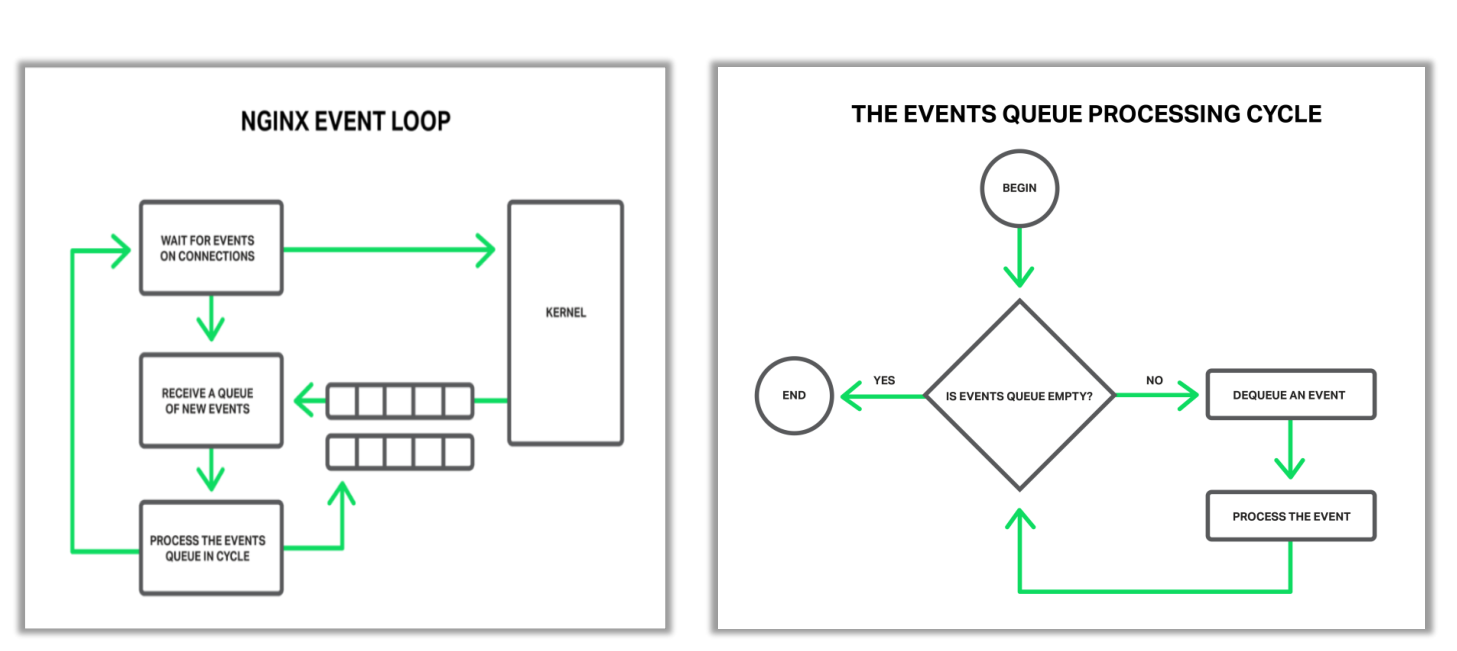 NGINX EVENT LOOP
WAIT FOR EVENTS
ON CONNECTIONS
KERNEL
RECEIVE A QUEUE
OF NEW EVENTS
PROCESS THE EVENTS
QUEUE IN CYCLE
THE EVENTS QUEUE PROCESSING CYCLE
BEGIN
IS EVENTS QUEUE EMPTY?
YES
END
NO
DEQUEUE AN EVENT
PROCESS THE EVENT